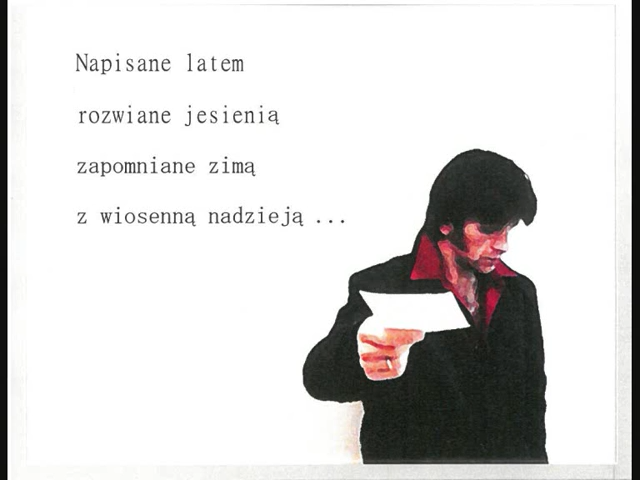 Napisane latem
rozwiane jesienią
zapomniane zimą
z wiosenną nadzieją ...